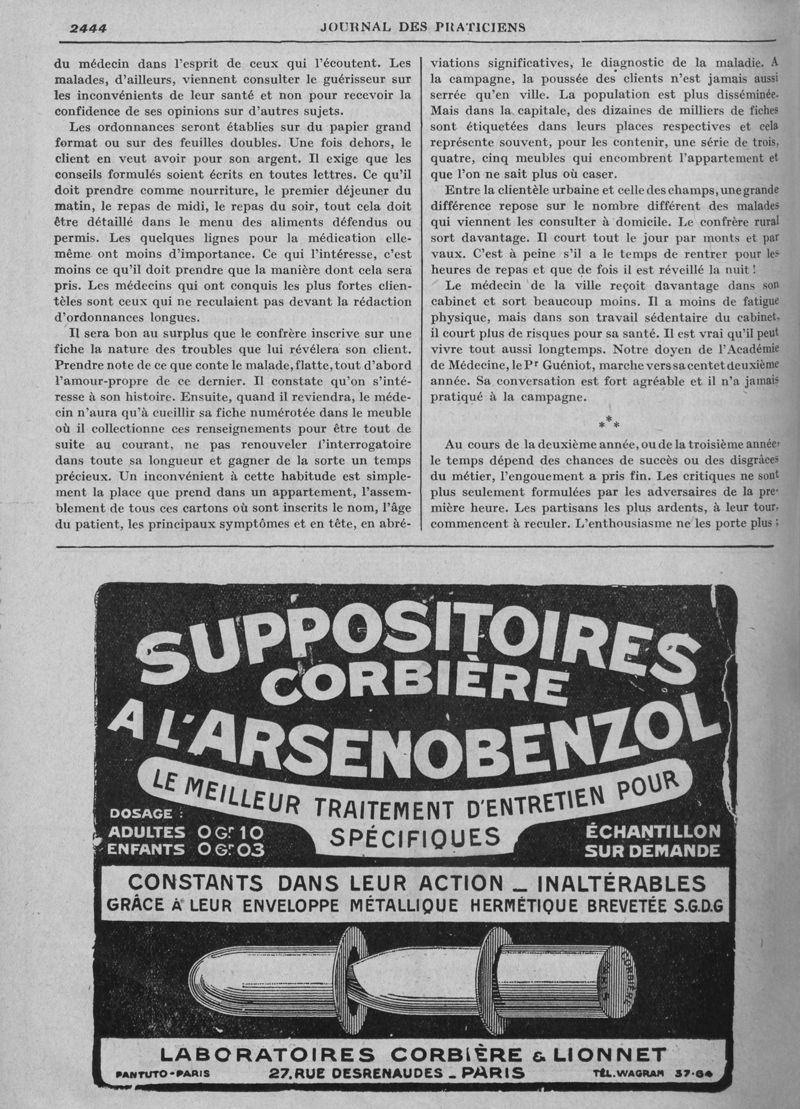 2444
JOURNAL DES PRATICIENS
du médecin dans l'esprit de ceux qui l'écoutent. Les
malades, d'ailleurs, viennent consulter le guérisseur sur
les inconvénients de leur santé et non pour recevoir la
confidence de ses opinions sur d'autres sujets.
Les ordonnances seront établies sur du papier grand
format ou sur des feuilles doubles. Une fois dehors, le
client en veut avoir pour son argent. Il exige que les
conseils formulés soient écrits en toutes lettres. Ce qu'il
doit prendre comme nourriture, le premier déjeuner du
matin, le repas de midi, le repas du soir, tout cela doit
être détaillé dans le menu des aliments défendus ou
permis. Les quelques lignes pour la médication elle-
même ont moins d'importance. Ce qui l'intéresse, c'est
moins ce qu'il doit prendre que la manière dont cela sera
pris. Les médecins qui ont conquis les plus fortes clien-
tèles sont ceux qui ne reculaient pas devant la rédaction
d'ordonnances longues.
Il sera bon au surplus que le confrère inscrive sur une
fiche la nature des troubles que lui révélera son client.
Prendre note de ce que conte le malade, flatte, tout d'abord
l'amour-propre de ce dernier. Il constate qu'on s'inté-
resse à son histoire. Ensuite, quand il reviendra, le méde-
cin n'aura qu'à cueillir sa fiche numérotée dans le meuble
où il collectionne ces renseignements pour être tout de
suite au courant, ne pas renouveler l'interrogatoire
dans toute sa longueur et gagner de la sorte un temps
précieux. Un inconvénient à cette habitude est simple-
ment la place que prend dans un appartement, l'assem-
blement de tous ces cartons où sont inscrits le nom, l'âge
du patient, les principaux symptômes et en tête, en abré-
viations significatives, le diagnostic de la maladie. A
la campagne, la poussée des clients n'est jamais aussi
serrée qu'en ville. La population est plus disséminée.
Mais dans la capitale, des dizaines de milliers de fiches
sont étiquetées dans leurs places respectives et cela
représente souvent, pour les contenir, une série de trois,
quatre, cinq meubles qui encombrent l'appartement et
que l'on ne sait plus où caser.
Entre la clientèle urbaine et celle des champs, une grande
différence repose sur le nombre différent des malades
qui viennent les consulter à domicile. Le confrère rural
sort davantage. Il court tout le jour par monts et par
vaux. C'est à peine s'il a le temps de rentrer pour les
heures de repas et que de fois il est réveillé la nuit !
Le médecin de la ville reçoit davantage dans son
cabinet et sort beaucoup moins. Il a moins de fatigue
physique, mais dans son travail sédentaire du cabinet,
il court plus de risques pour sa santé. Il est vrai qu'il peut
vivre tout aussi longtemps. Notre doyen de l'Académie
de Médecine, le Pr Guéniot, marche vers sa cent et deuxième
année. Sa conversation est fort agréable et il n'a jamais
pratiqué à la campagne.
* * *
Au cours de la deuxième année, ou de la troisième année,
le temps dépend des chances de succès ou des disgrâces
du métier, l'engouement a pris fin. Les critiques ne sont
plus seulement formulées par les adversaires de la pre-
mière heure. Les partisans les plus ardents, à leur tour,
commencent à reculer. L'enthousiasme ne les porte plus ;
SUPPOSITOIRES
CORBIÈRE
A L'ARSENOBENZOL
LE MEILLEUR TRAITEMENT D'ENTRETIEN POUR
SPÉCIFIQUES
DOSAGE :
ADULTES 0 Gr 10
ENFANTS 0 Gr 03
ÉCHANTILLON
SUR DEMANDE
CONSTANTS DANS LEUR ACTION _ INALTÉRABLES
GRÂCE A LEUR ENVELOPPE MÉTALLIQUE HERMÉTIQUE BREVETÉE S.G.D.G
CORBIÈRE
PARIS
LABORATOIRES CORBIÈRE & LIONNET
PANTUTO-PARIS 27, RUE DESRENAUDES _ PARIS TÉL. WAGRAM 37-64